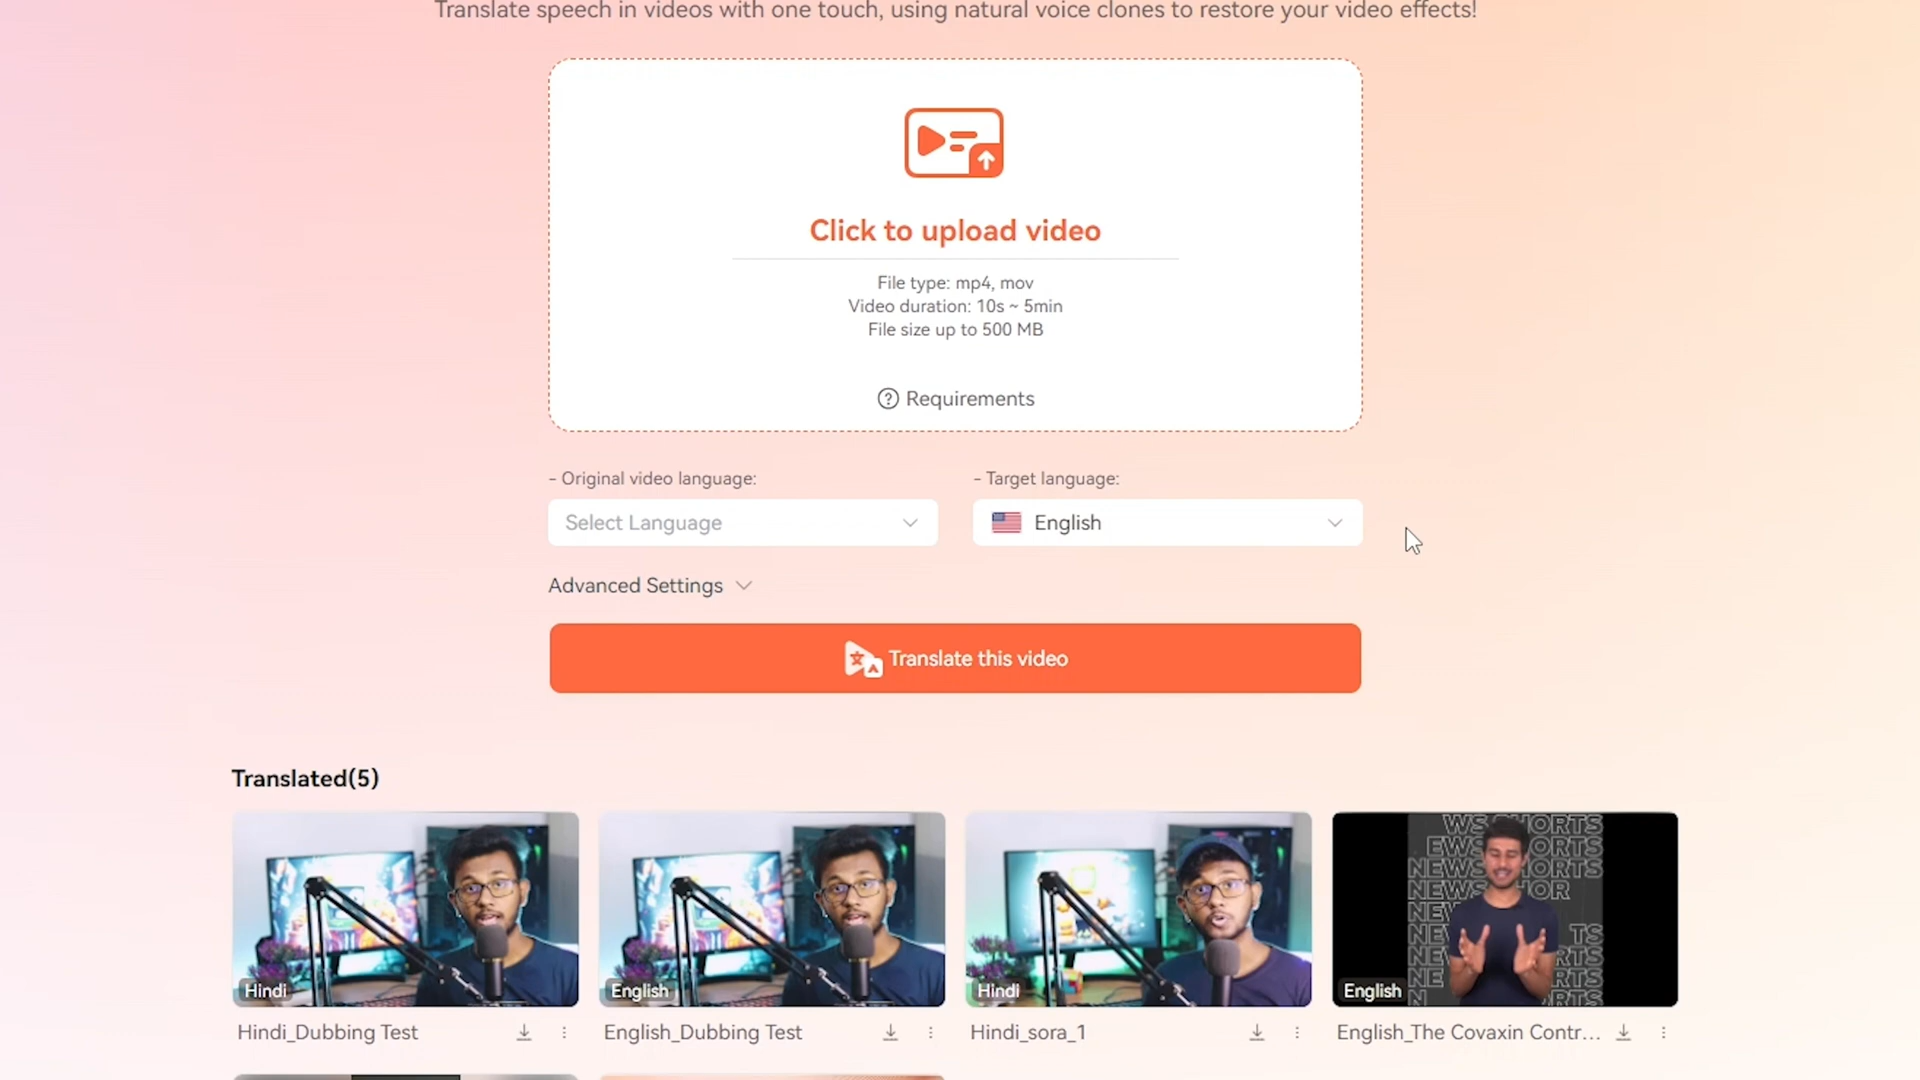 Translate speech in videos with one touch, using natural voice clones to restore your video effects!
Click to upload video
File type: mp4, mov
Video duration: 10s ~ 5min
File size up to 500 MB
? Requirements
- Original video language:
- Target language:
Select Language
English
Advanced Settings
Translate this video
Translated(5)
Hindi
English
Hindi
English
Hindi_Dubbing Test
English_Dubbing Test
Hindi_sora_1
English_The Covaxin Contr...